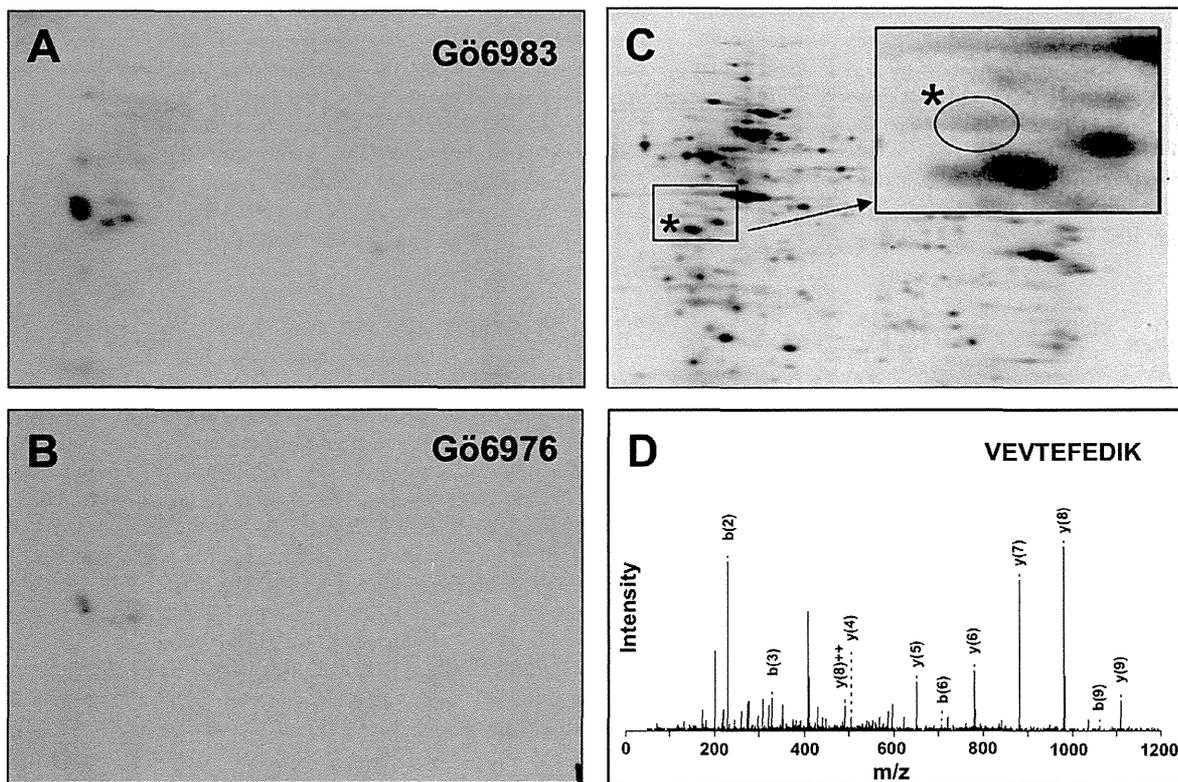 A
Gö6983
C
*
*
B
Gö6976
D
VEVTEFEDIK
Intensity
b(2)
b(3)
y(8)++
y(4)
y(5)
b(6)
y(6)
y(7)
y(8)
b(9)
y(9)
0
200
400
600
800
1000
1200
m/z